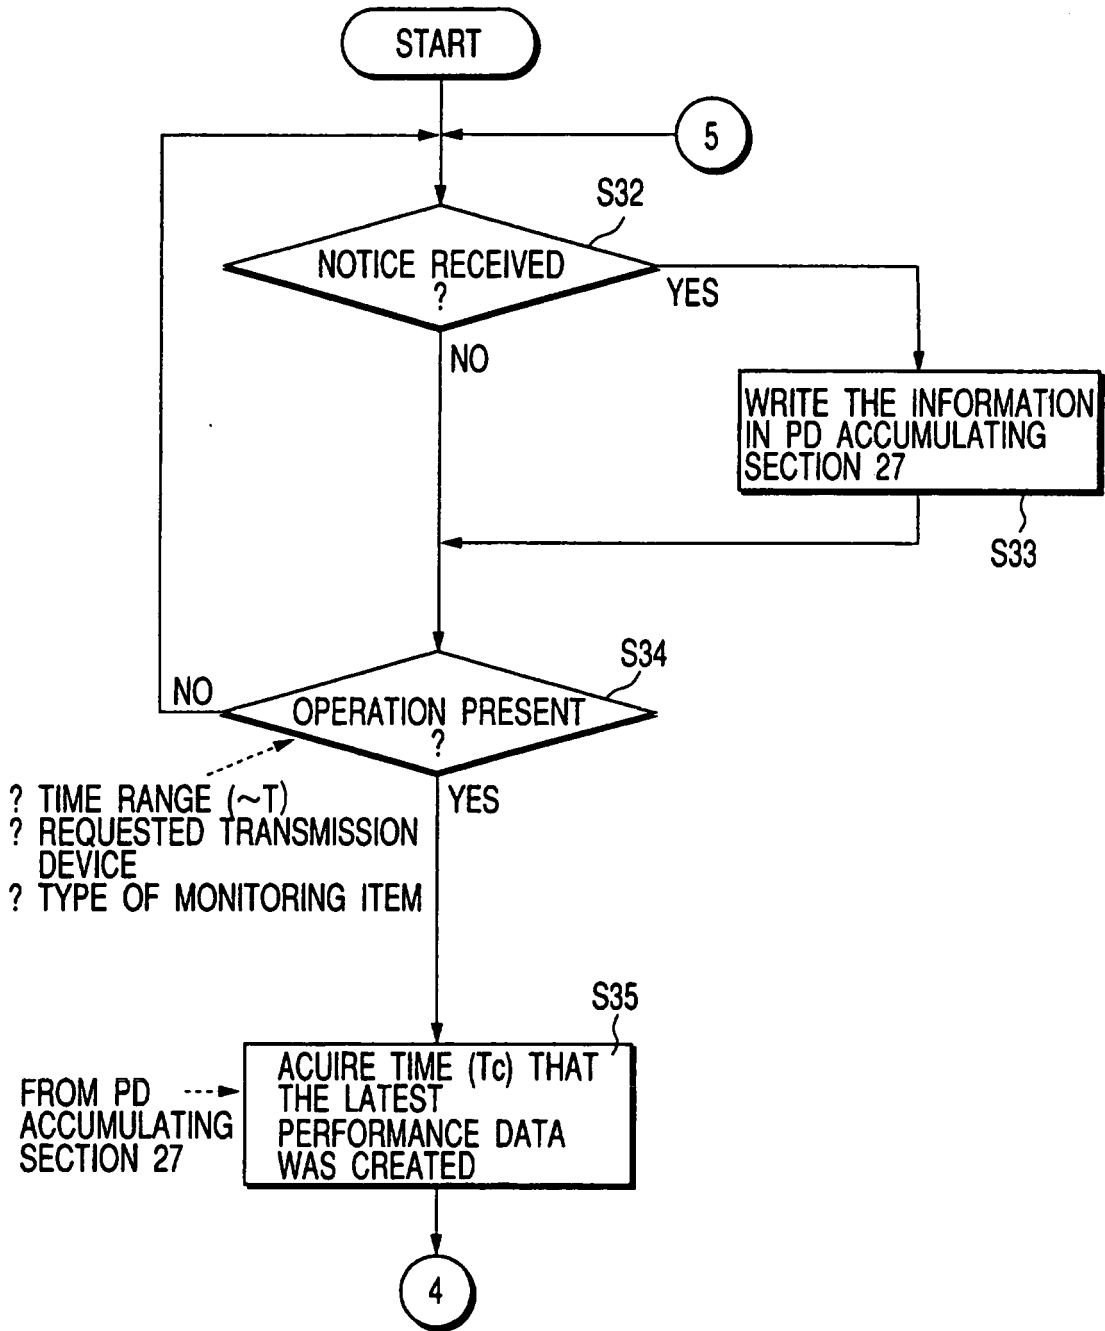 START
5
S32
NOTICE RECEIVED
?
YES
NO
WRITE THE INFORMATION
IN PD ACCUMULATING
SECTION 27
S33
S34
NO
OPERATION PRESENT
?
YES
? TIME RANGE (~T)
? REQUESTED TRANSMISSION
DEVICE
? TYPE OF MONITORING ITEM
S35
ACUIRE TIME (Tc) THAT
THE LATEST
PERFORMANCE DATA
WAS CREATED
FROM PD
ACCUMULATING
SECTION 27
4